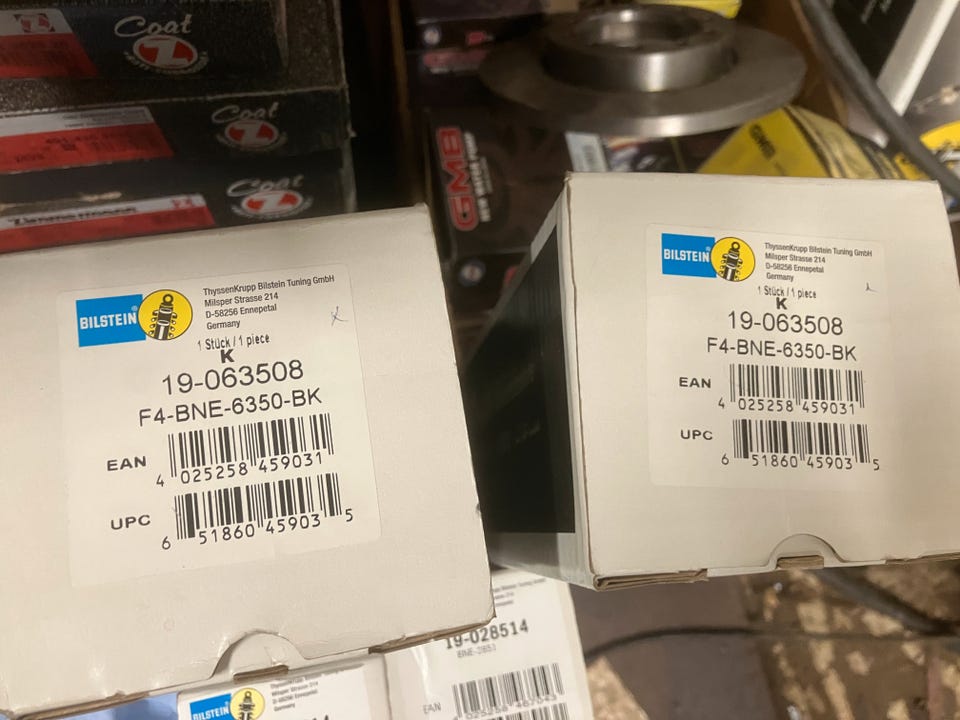 Coat
Z
Coat
Z
Coat
Z
Zimmermann
GMB
BILSTEIN
ThyssenKrupp Bilstein Tuning GmbH
Milsper Strasse 214
D-58256 Ennepetal
Germany
1 Stück / 1 piece
K
19-063508
F4-BNE-6350-BK
EAN
4 025258 459031
UPC
6 51860 45903 5
BILSTEIN
ThyssenKrupp Bilstein Tuning GmbH
Milsper Strasse 214
D-58256 Ennepetal
Germany
1 Stück / 1 piece
K
19-063508
F4-BNE-6350-BK
EAN
4 025258 459031
UPC
6 51860 45903 5
19-028514
EAN
BILSTEIN